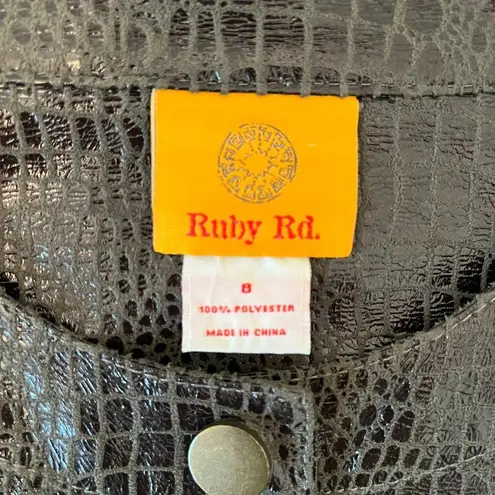 Ruby Rd.
8
100% POLYESTER
MADE IN CHINA